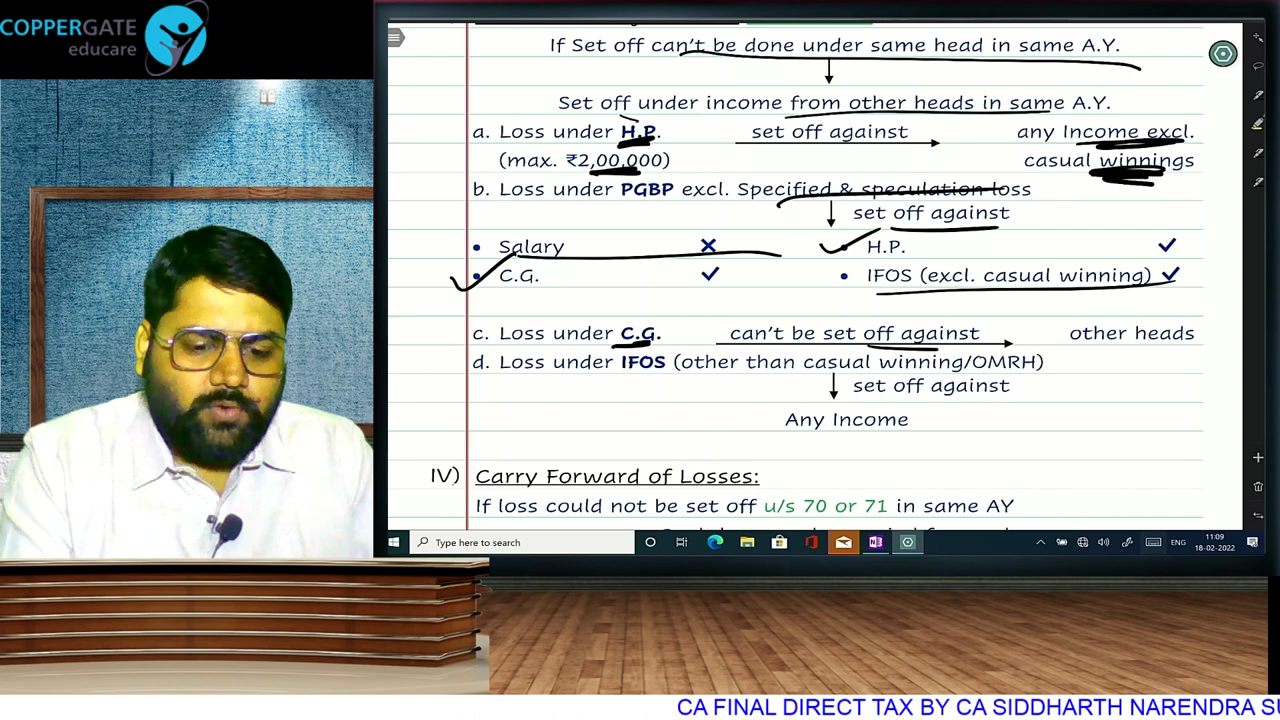 COPPERGATE
educare
If Set off can't be done under same head in same A.Y.
Set off under income from other heads in same A.Y.
a. Loss under H.P. set off against any Income excl.
(max. ₹2,00,000) casual winnings
b. Loss under PGBP excl. Specified & speculation loss
set off against
• Salary ✗ • H.P. ✓
• C.G. ✓ • IFOS (excl. casual winning) ✓
c. Loss under C.G. can't be set off against other heads
d. Loss under IFOS (other than casual winning/OMRH)
set off against
Any Income
IV) Carry Forward of Losses:
If loss could not be set off u/s 70 or 71 in same AY
Type here to search
ENG
11:09
18-02-2022
CA FINAL DIRECT TAX BY CA SIDDHARTH NARENDRA SU